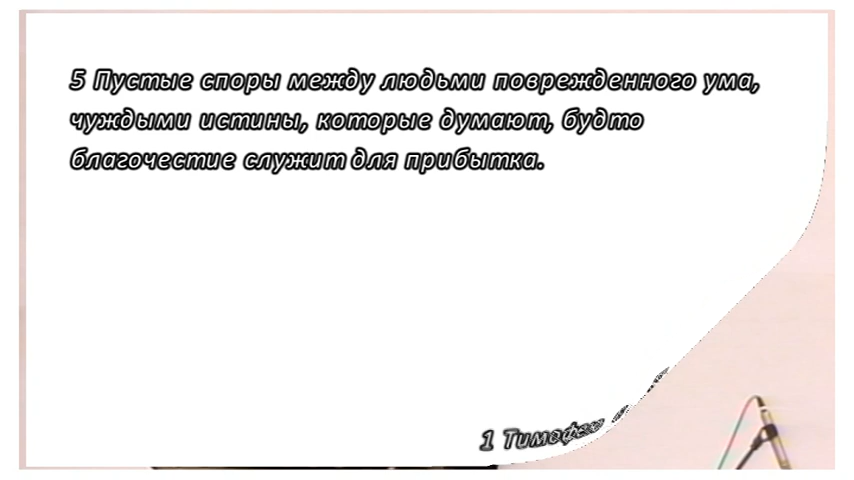 5 Пустые споры между людьми поврежденного ума,
чуждыми истины, которые думают, будто
благочестие служит для прибытка.
1 Тимофею